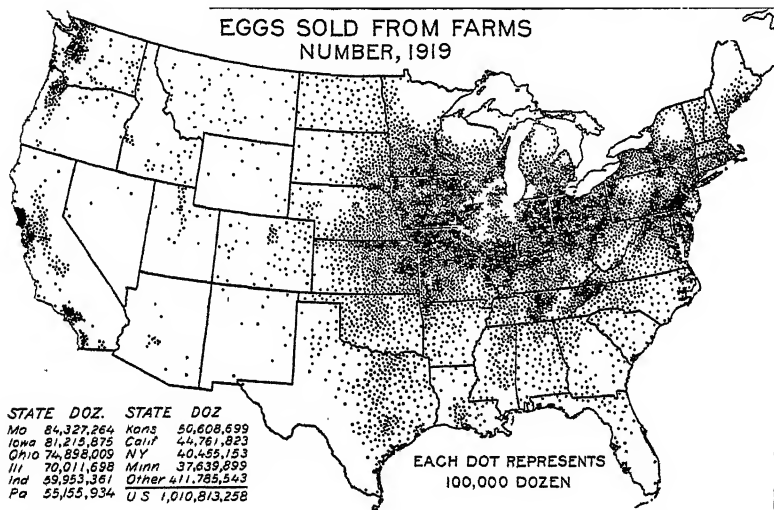 EGGS SOLD FROM FARMS
NUMBER, 1919
STATE DOZ. STATE DOZ
Mo 84,327,264 Kans 50,608,699
Iowa 81,215,875 Calif 44,761,823
Ohio 74,898,009 NY 40,455,153
Ill 70,011,698 Minn 37,639,899
Ind 59,953,361 Other 411,785,543
Pa 55,155,934 U S 1,010,813,258
EACH DOT REPRESENTS
100,000 DOZEN